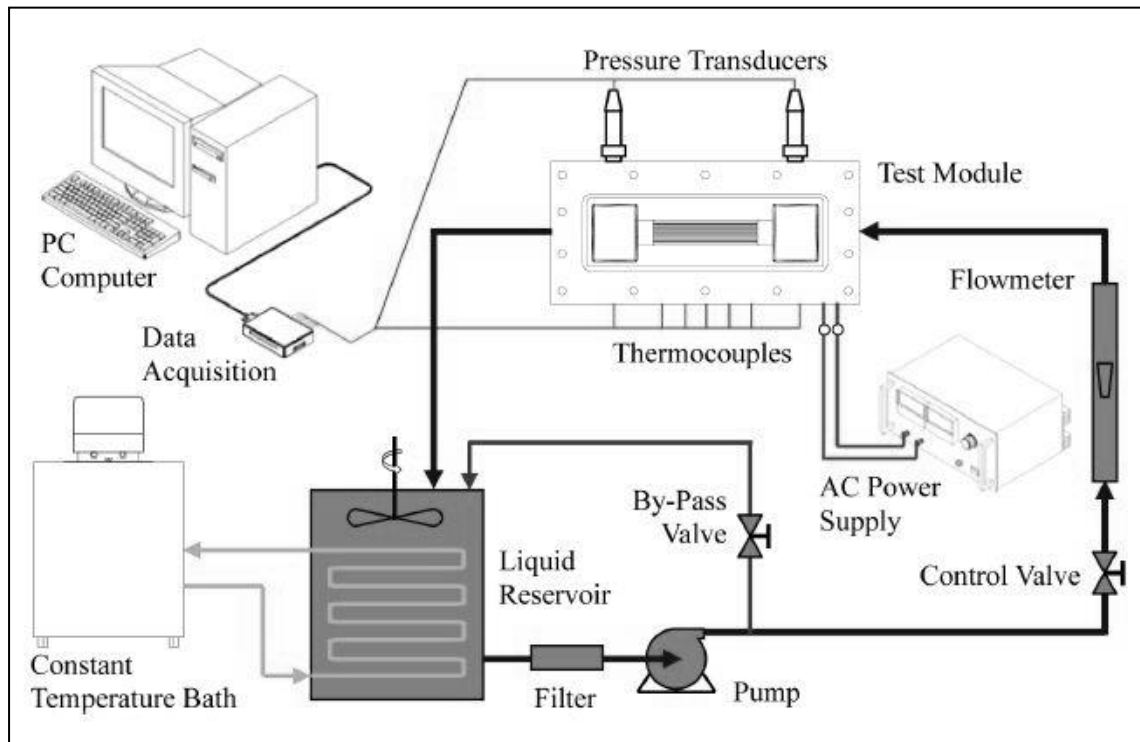 Pressure Transducers
Test Module
PC
Computer
Flowmeter
Data
Acquisition
Thermocouples
AC Power
Supply
By-Pass
Valve
Control Valve
Liquid
Reservoir
Constant
Temperature Bath
Filter
Pump